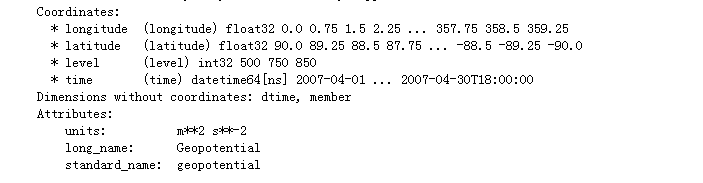 Coordinates:
* longitude (longitude) float32 0.0 0.75 1.5 2.25 ... 357.75 358.5 359.25
* latitude (latitude) float32 90.0 89.25 88.5 87.75 ... -88.5 -89.25 -90.0
* level (level) int32 500 750 850
* time (time) datetime64[ns] 2007-04-01 ... 2007-04-30T18:00:00
Dimensions without coordinates: dtime, member
Attributes:
units: m**2 s**-2
long_name: Geopotential
standard_name: geopotential